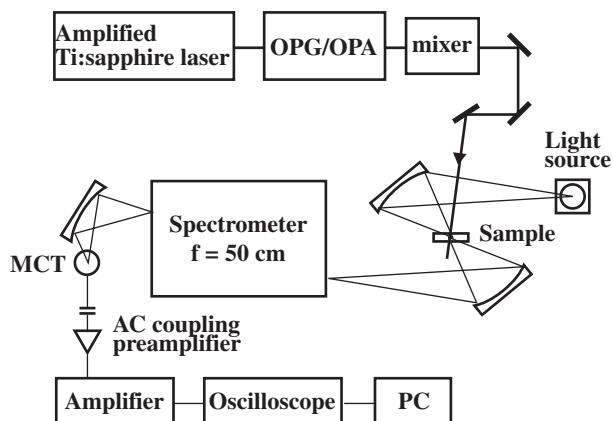 Amplified
Ti:sapphire laser
OPG/OPA
mixer
Light
source
Spectrometer
f = 50 cm
Sample
MCT
AC coupling
preamplifier
Amplifier
Oscilloscope
PC